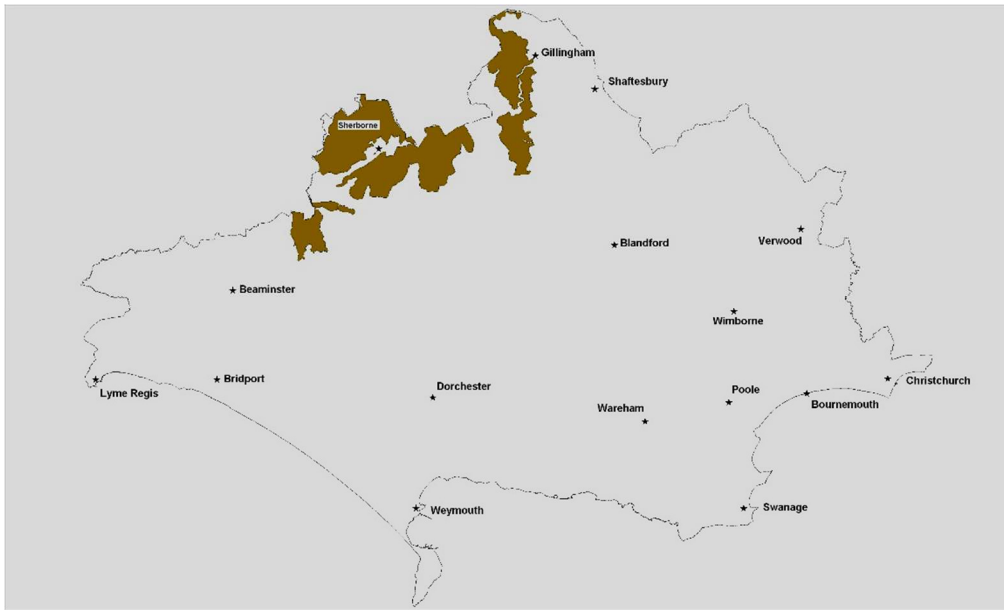 Gillingham
Shaftesbury
Sherborne
Blandford
Verwood
Beaminster
Wimborne
Lyme Regis
Bridport
Dorchester
Wareham
Poole
Bournemouth
Christchurch
Weymouth
Swanage